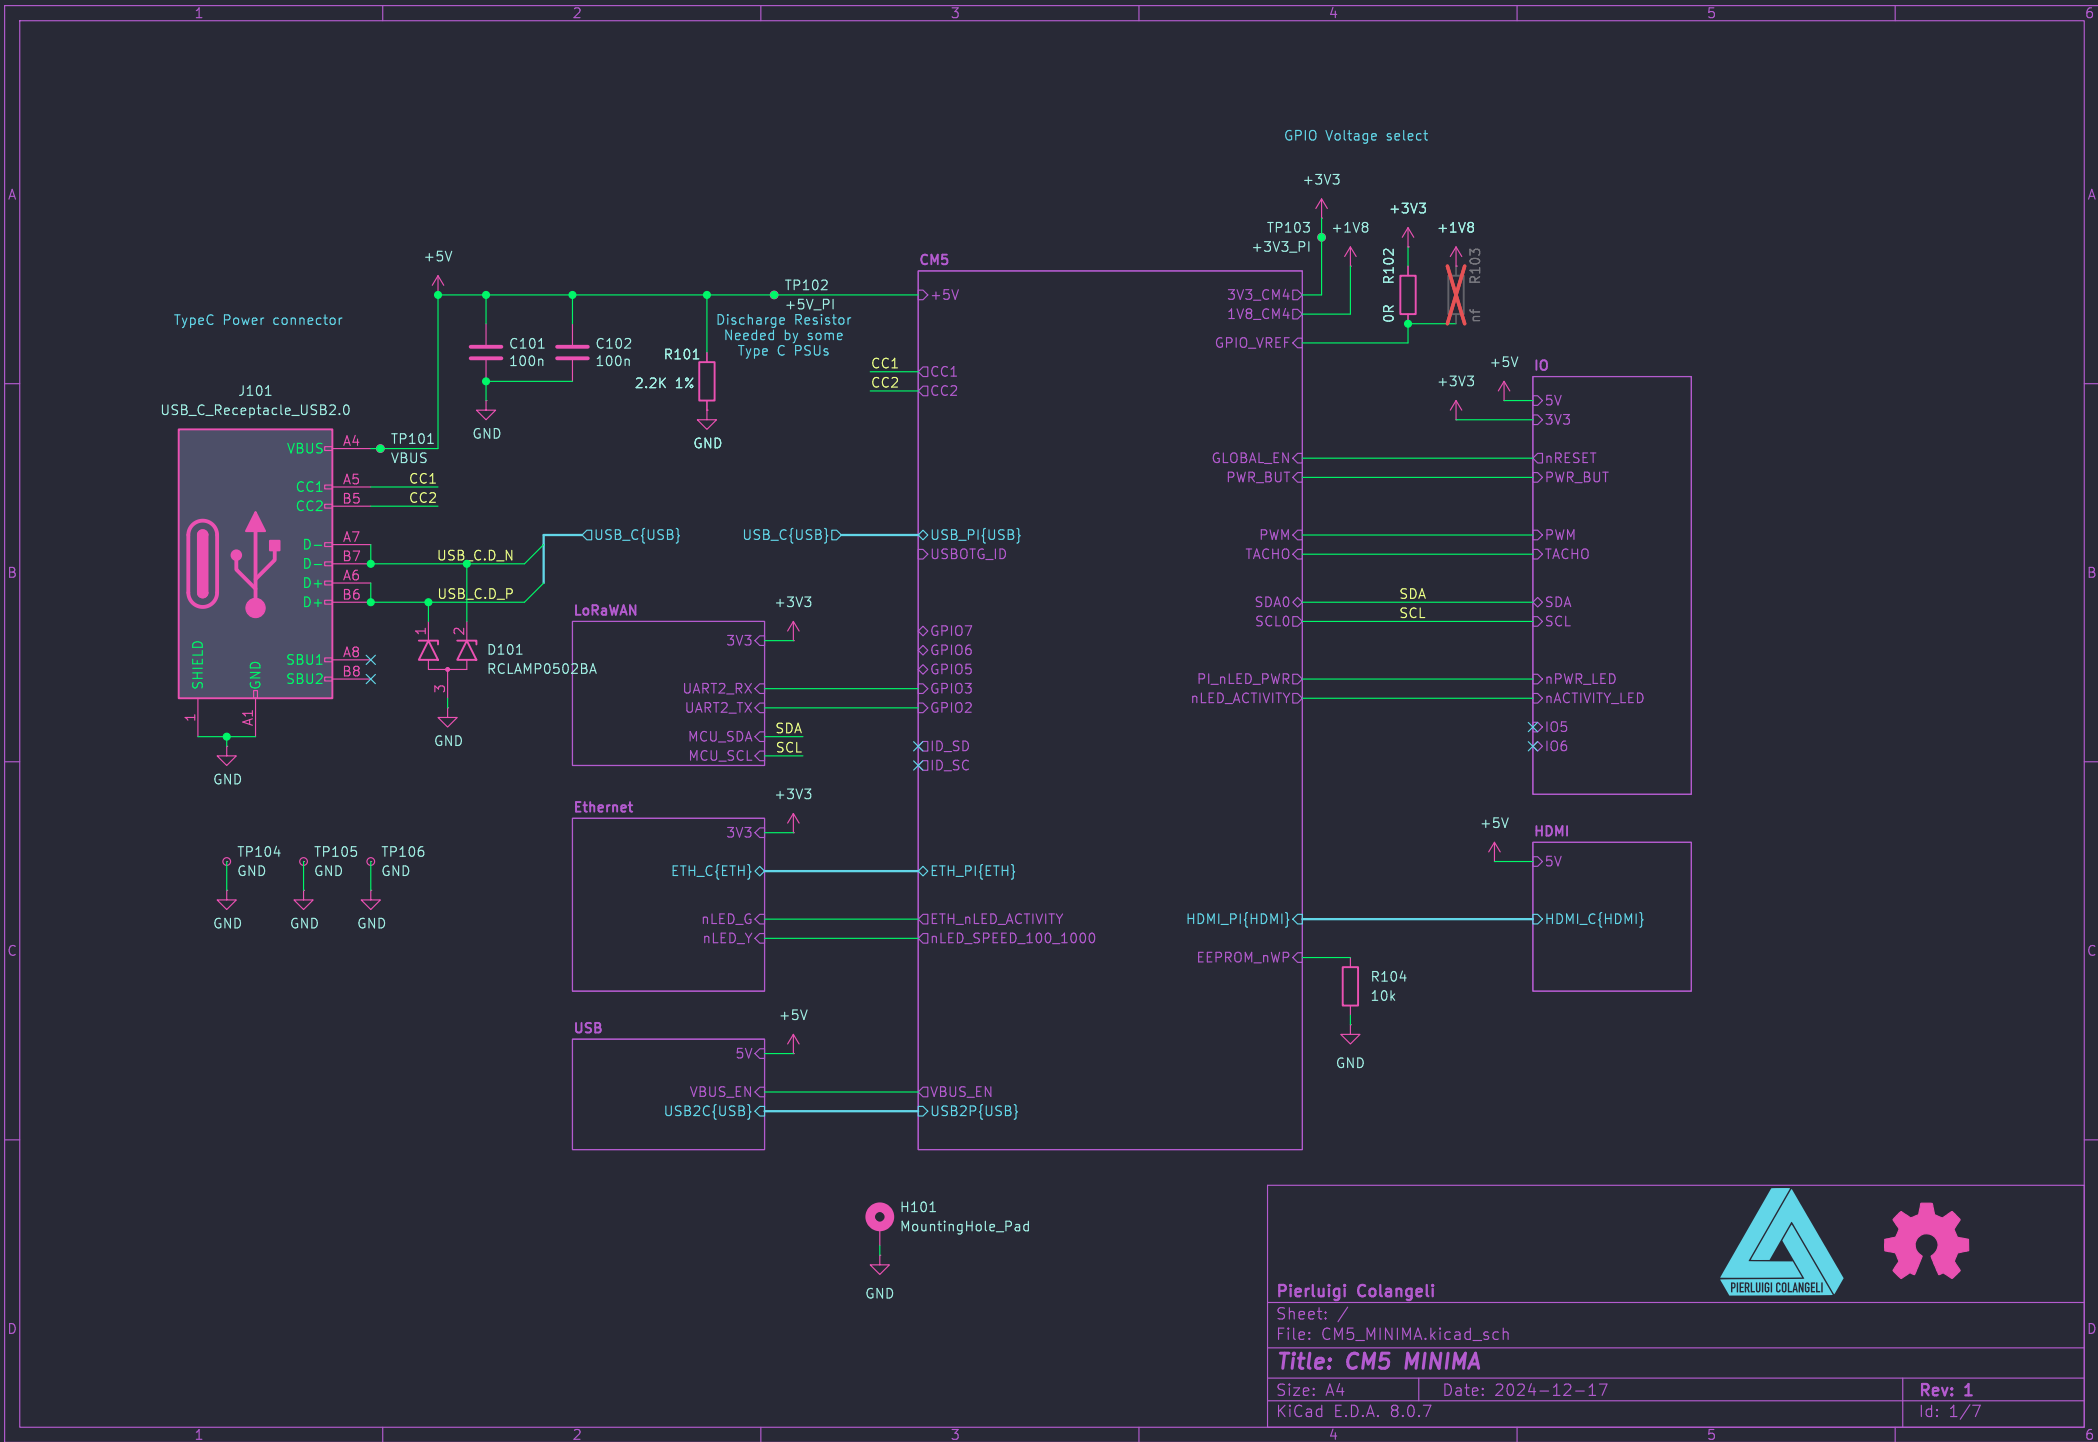 1 2 3 4 5 6
A
A
B
B
C
C
D
D
GPIO Voltage select
+3V3
+3V3
TP103
+1V8
+1V8
+3V3_PI
R102
0R
R103
nf
+5V
TypeC Power connector
TP102
+5V_PI
Discharge Resistor
Needed by some
Type C PSUs
C101
100n
C102
100n
GND
R101
2.2K 1%
GND
J101
USB_C_Receptacle_USB2.0
VBUS
A4
TP101
VBUS
CC1
A5
CC1
CC2
B5
CC2
D-
A7
D-
B7
USB_C.D_N
D+
A6
D+
B6
USB_C.D_P
SBU1
A8
SBU2
B8
SHIELD
GND
1
A1
GND
USB_C{USB}
USB_C{USB}
1
2
3
D101
RCLAMP0502BA
GND
TP104
GND
GND
TP105
GND
GND
TP106
GND
GND
LoRaWAN
+3V3
3V3
UART2_RX
UART2_TX
MCU_SDA
SDA
MCU_SCL
SCL
Ethernet
+3V3
3V3
ETH_C{ETH}
nLED_G
nLED_Y
USB
+5V
5V
VBUS_EN
USB2C{USB}
CM5
+5V
CC1
CC1
CC2
CC2
USB_PI{USB}
USBOTG_ID
GPIO7
GPIO6
GPIO5
GPIO3
GPIO2
ID_SD
ID_SC
ETH_PI{ETH}
ETH_nLED_ACTIVITY
nLED_SPEED_100_1000
VBUS_EN
USB2P{USB}
3V3_CM4
1V8_CM4
GPIO_VREF
GLOBAL_EN
PWR_BUT
PWM
TACHO
SDA0
SCL0
SDA
SCL
PI_nLED_PWR
nLED_ACTIVITY
HDMI_PI{HDMI}
EEPROM_nWP
R104
10k
GND
IO
+5V
+3V3
5V
3V3
nRESET
PWR_BUT
PWM
TACHO
SDA
SCL
nPWR_LED
nACTIVITY_LED
IO5
IO6
HDMI
+5V
5V
HDMI_C{HDMI}
H101
MountingHole_Pad
GND
PIERLUIGI COLANGELI
Pierluigi Colangeli
Sheet: /
File: CM5_MINIMA.kicad_sch
Title: CM5 MINIMA
Size: A4 Date: 2024-12-17 Rev: 1
KiCad E.D.A. 8.0.7 Id: 1/7
1 2 3 4 5 6